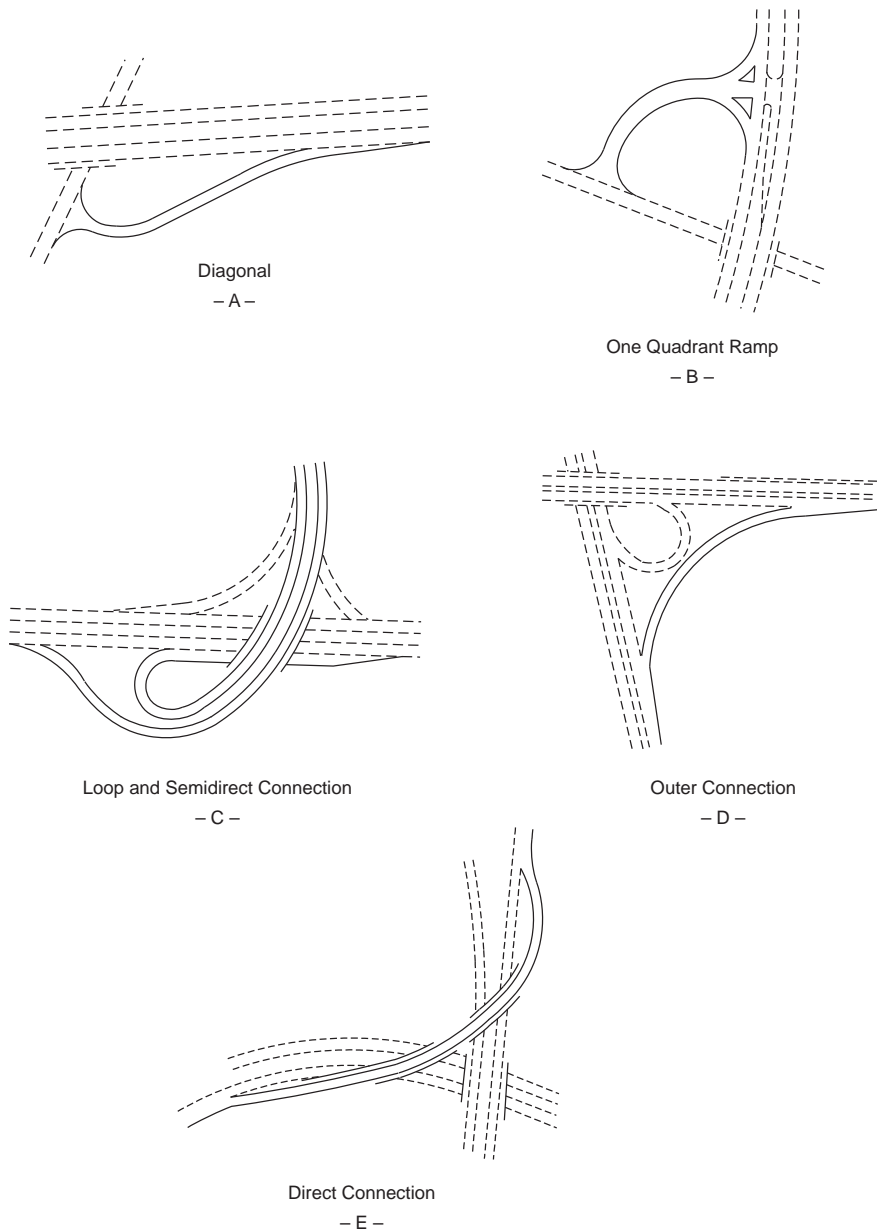 Diagonal
– A –
One Quadrant Ramp
– B –
Loop and Semidirect Connection
– C –
Outer Connection
– D –
Direct Connection
– E –